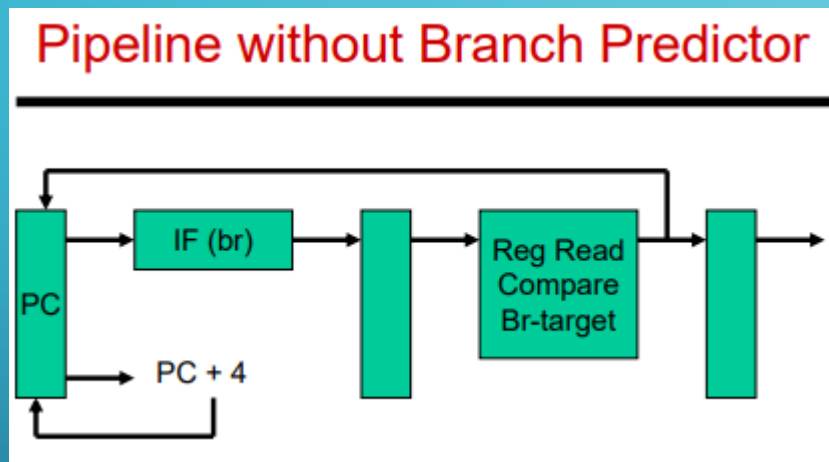 Pipeline without Branch Predictor
IF (br)
PC
Reg Read
Compare
Br-target
PC + 4